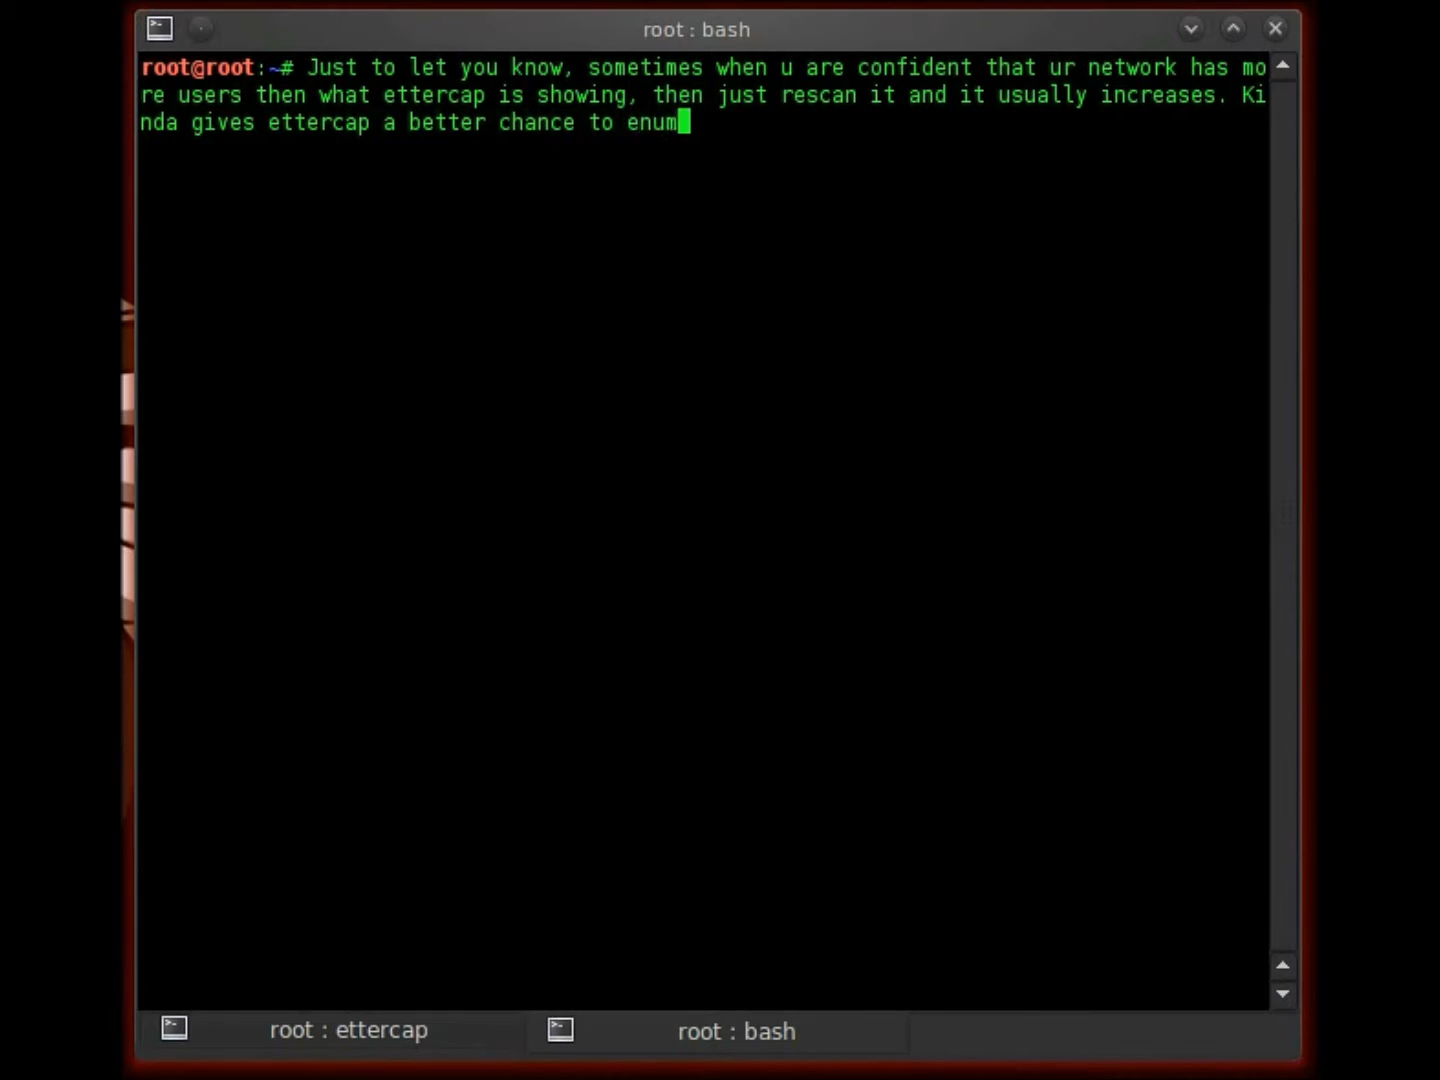 root : bash
root@root:~# Just to let you know, sometimes when u are confident that ur network has mo
re users then what ettercap is showing, then just rescan it and it usually increases. Ki
nda gives ettercap a better chance to enum
root : ettercap
root : bash